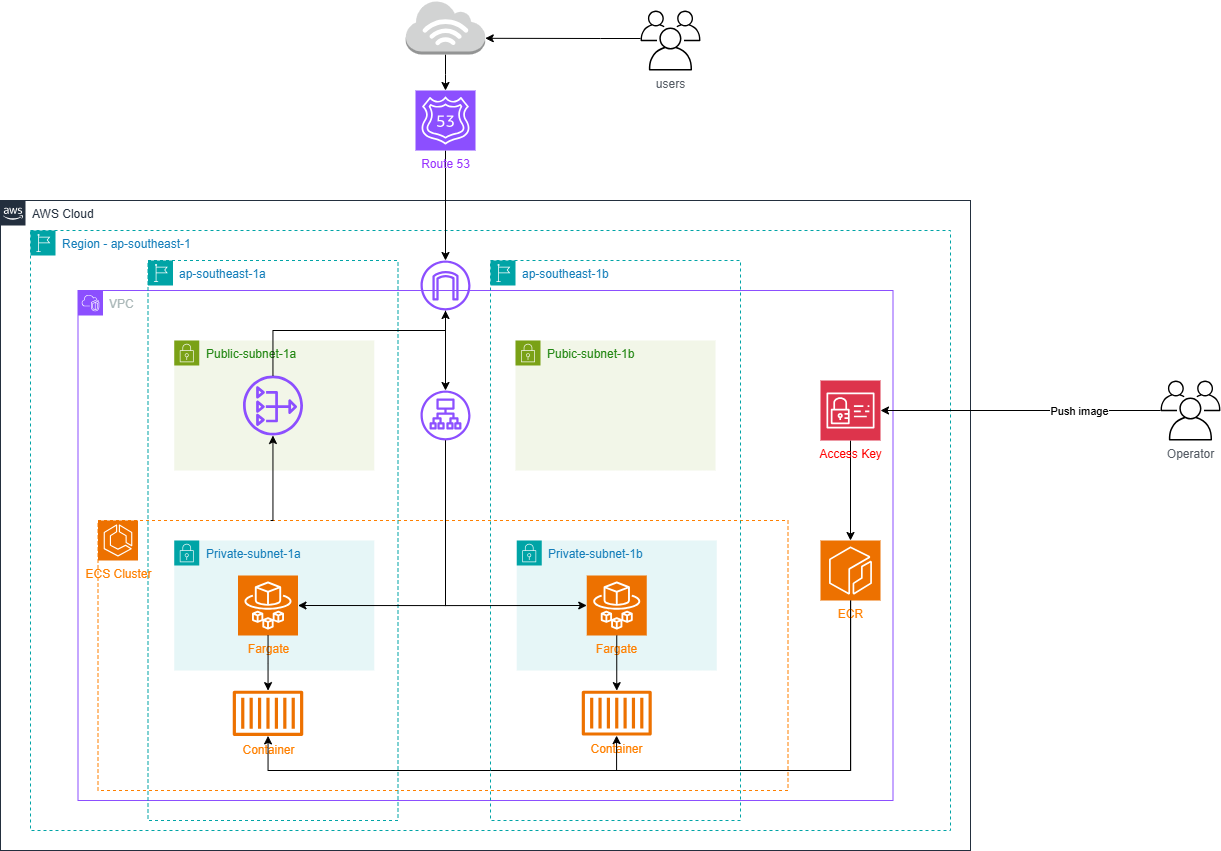 users
53
Route 53
aws
AWS Cloud
Region - ap-southeast-1
ap-southeast-1a
ap-southeast-1b
VPC
Public-subnet-1a
Pubic-subnet-1b
Push image
Access Key
Operator
ECS Cluster
Private-subnet-1a
Private-subnet-1b
ECR
Fargate
Fargate
Container
Container